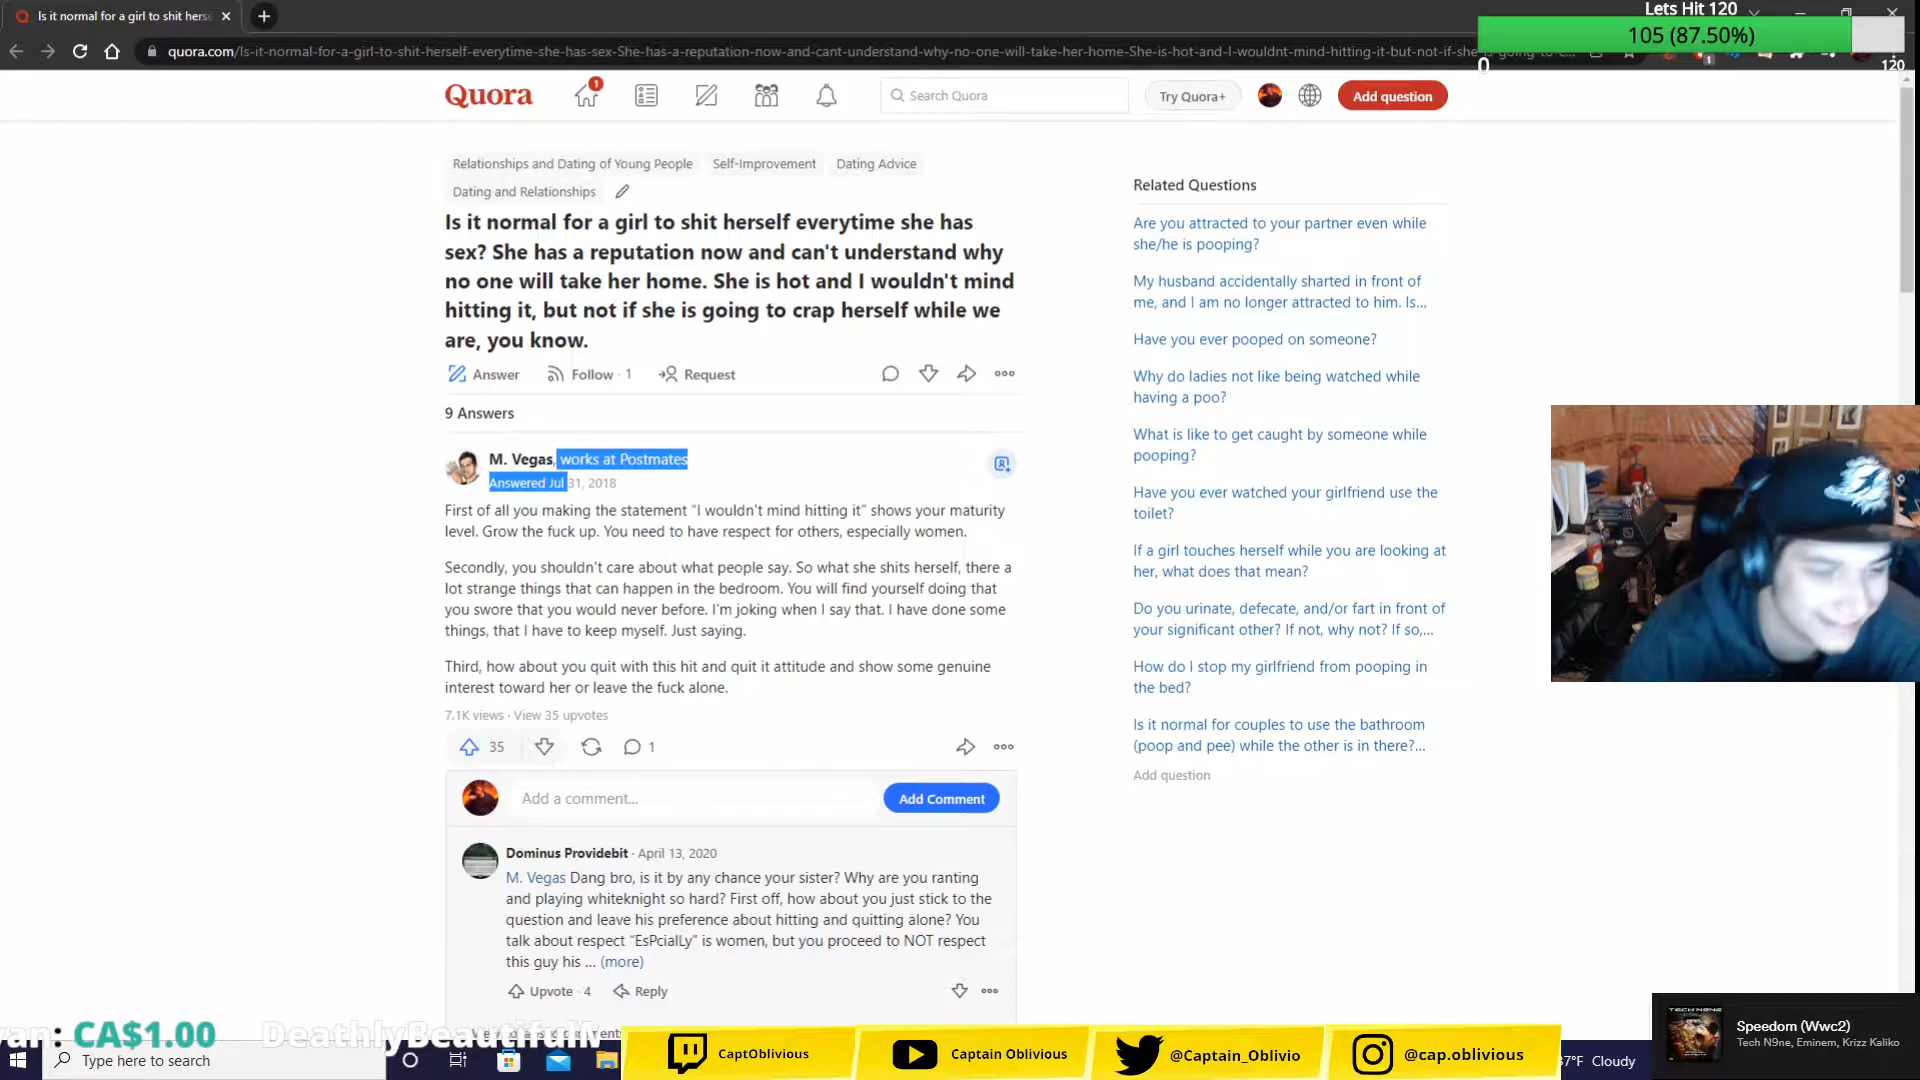 Is it normal for a girl to shit herse
Lets Hit 120
105 (87.50%)
0
120
quora.com/Is-it-normal-for-a-girl-to-shit-herself-everytime-she-has-sex-She-has-a-reputation-now-and-cant-understand-why-no-one-will-take-her-home-She-is-hot-and-I-wouldnt-mind-hitting-it-but-not-if-she-is-going-to-c...
1
Quora
1
Search Quora
Try Quora+
Add question
Relationships and Dating of Young People
Self-Improvement
Dating Advice
Dating and Relationships
Is it normal for a girl to shit herself everytime she has
sex? She has a reputation now and can't understand why
no one will take her home. She is hot and I wouldn't mind
hitting it, but not if she is going to crap herself while we
are, you know.
Answer
Follow · 1
Request
9 Answers
M. Vegas, works at Postmates
Answered Jul 31, 2018
First of all you making the statement "I wouldn't mind hitting it" shows your maturity
level. Grow the fuck up. You need to have respect for others, especially women.
Secondly, you shouldn't care about what people say. So what she shits herself, there a
lot strange things that can happen in the bedroom. You will find yourself doing that
you swore that you would never before. I'm joking when I say that. I have done some
things, that I have to keep myself. Just saying.
Third, how about you quit with this hit and quit it attitude and show some genuine
interest toward her or leave the fuck alone.
7.1K views · View 35 upvotes
35
1
Add a comment...
Add Comment
Dominus Providebit · April 13, 2020
M. Vegas Dang bro, is it by any chance your sister? Why are you ranting
and playing whiteknight so hard? First off, how about you just stick to the
question and leave his preference about hitting and quitting alone? You
talk about respect "EsPcialLy" is women, but you proceed to NOT respect
this guy his ... (more)
Upvote · 4
Reply
Related Questions
Are you attracted to your partner even while
she/he is pooping?
My husband accidentally sharted in front of
me, and I am no longer attracted to him. Is...
Have you ever pooped on someone?
Why do ladies not like being watched while
having a poo?
What is like to get caught by someone while
pooping?
Have you ever watched your girlfriend use the
toilet?
If a girl touches herself while you are looking at
her, what does that mean?
Do you urinate, defecate, and/or fart in front of
your significant other? If not, why not? If so,...
How do I stop my girlfriend from pooping in
the bed?
Is it normal for couples to use the bathroom
(poop and pee) while the other is in there?...
Add question
van: CA$1.00
DeathlyBeautifulW
Type here to search
CaptOblivious
Captain Oblivious
@Captain_Oblivio
@cap.oblivious
TECH N9NE
Speedom (Wwc2)
Tech N9ne, Eminem, Krizz Kaliko
37°F Cloudy